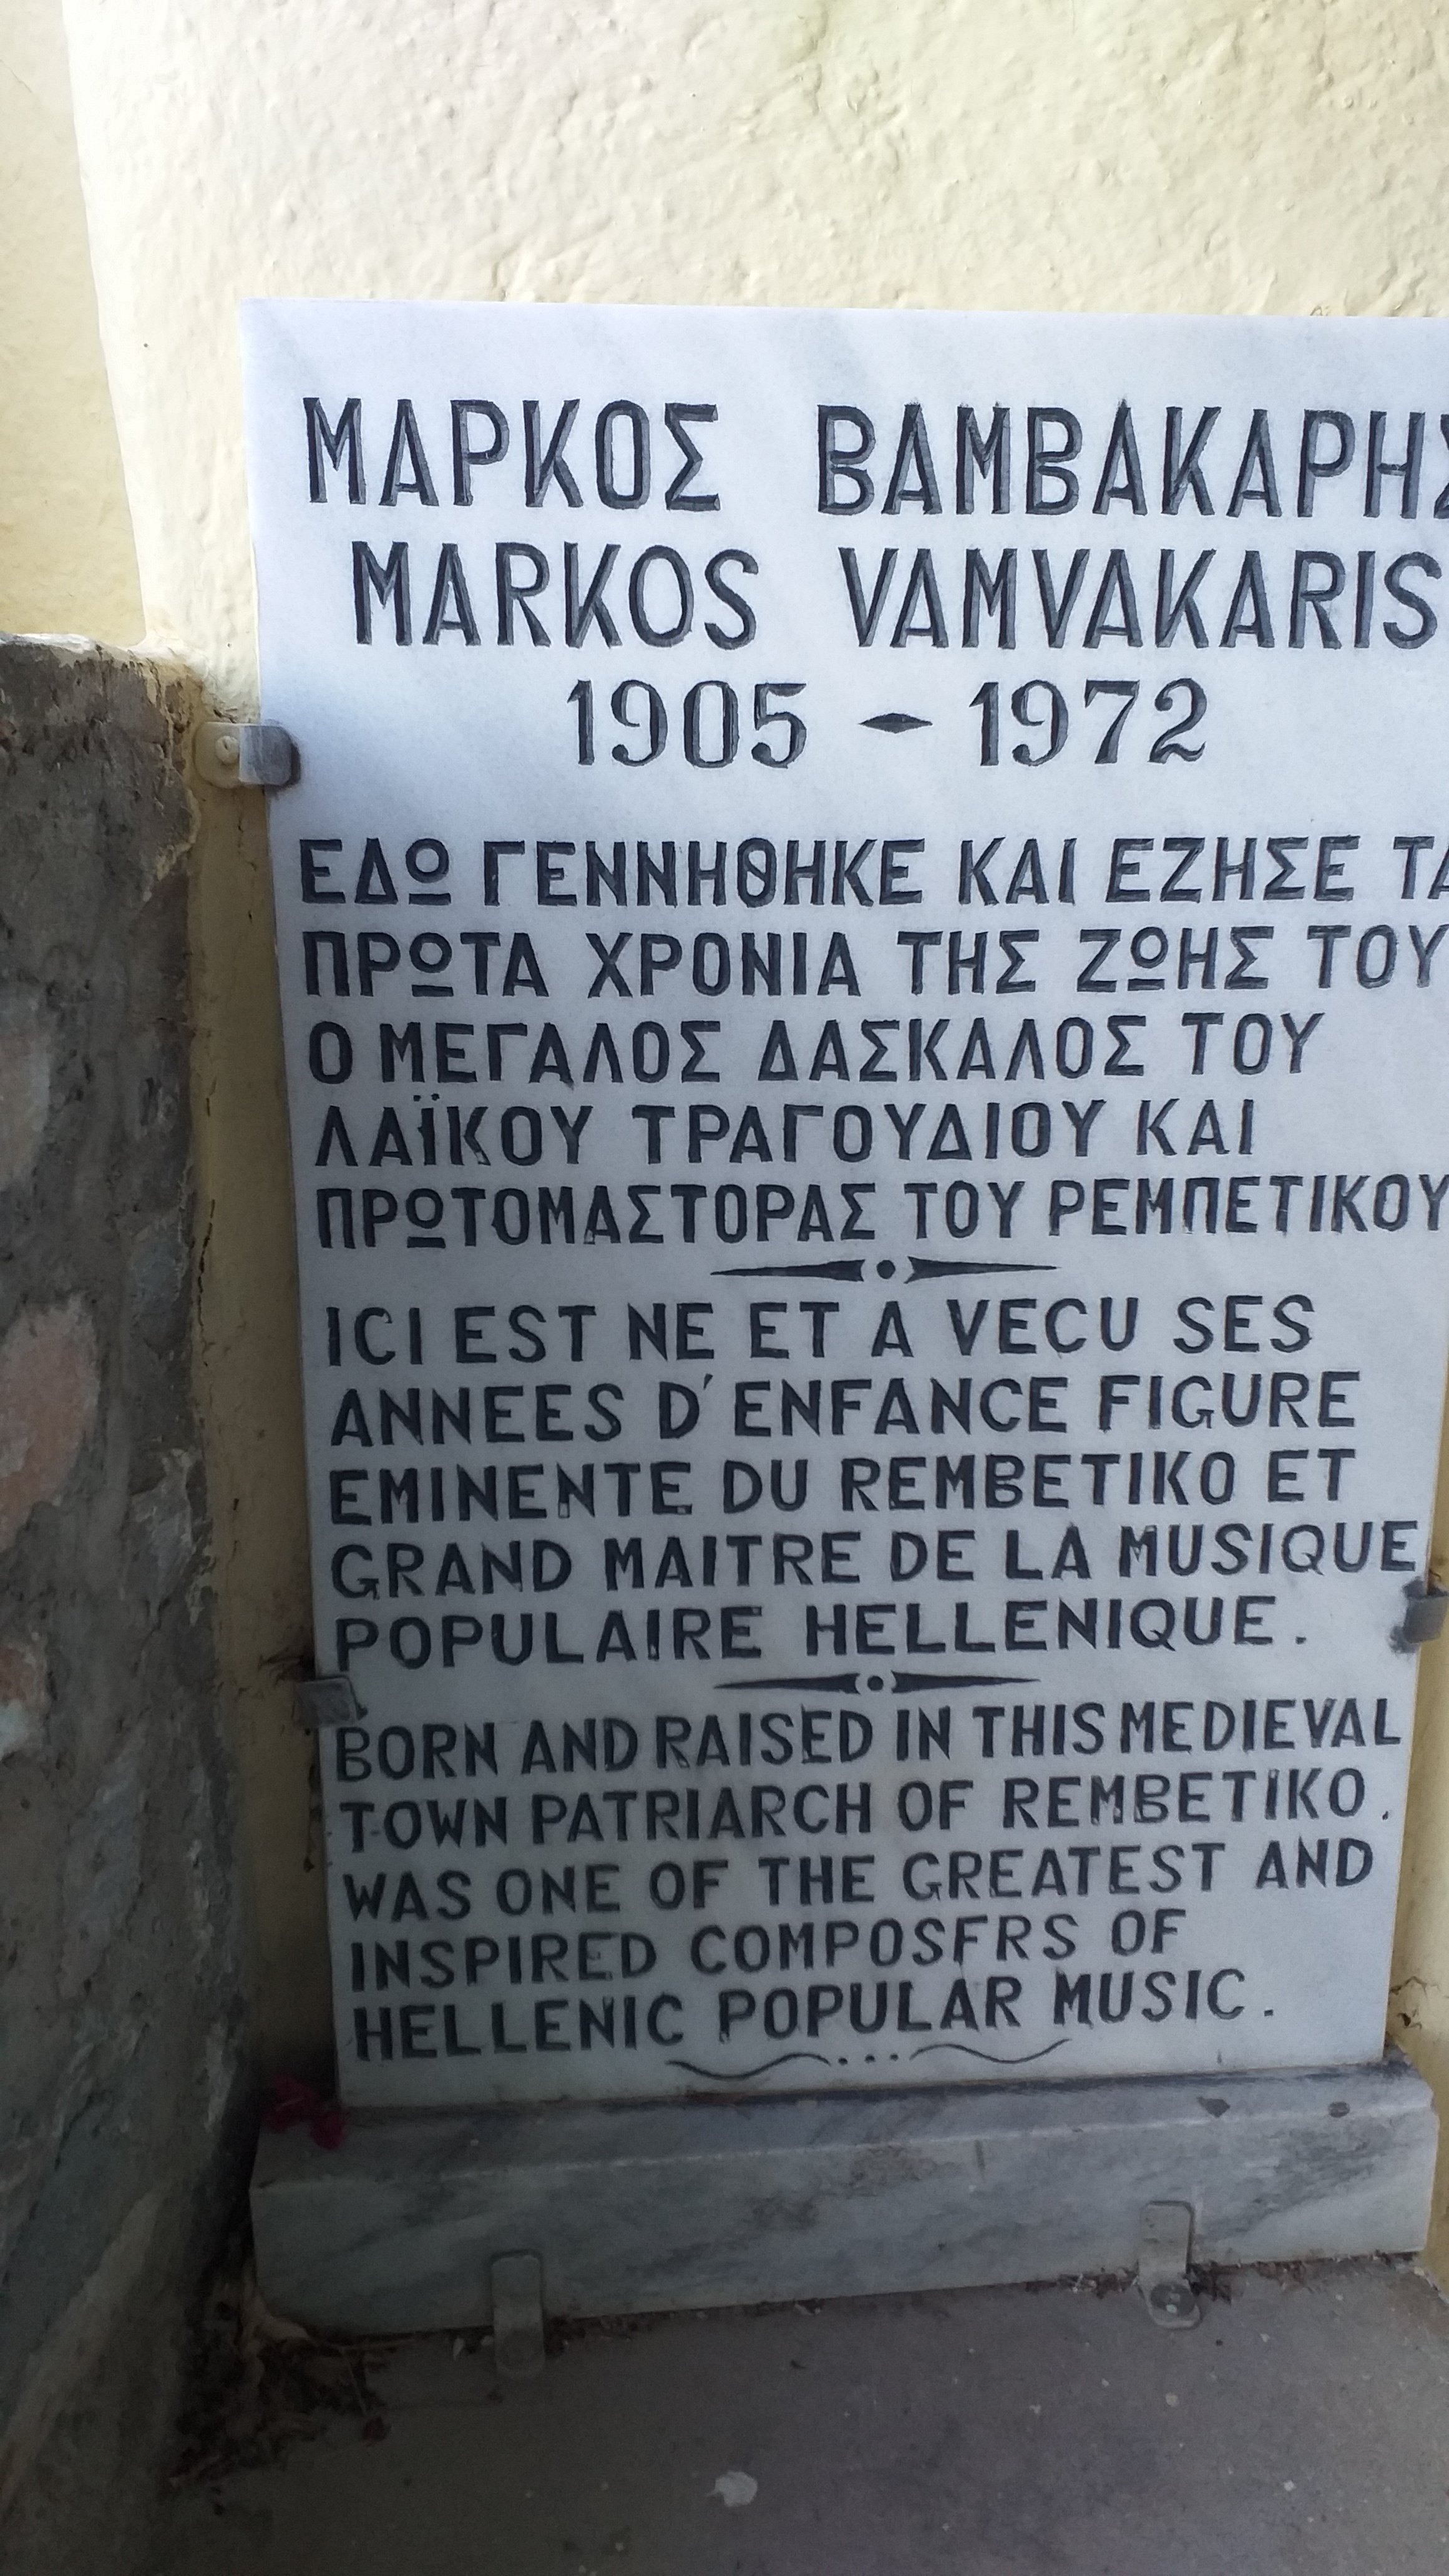 ΜΑΡΚΟΣ ΒΑΜΒΑΚΑΡΗΣ
MARKOS VAMVAKARIS
1905 - 1972
ΕΔΩ ΓΕΝΝΗΘΗΚΕ ΚΑΙ ΕΖΗΣΕ ΤΑ
ΠΡΩΤΑ ΧΡΟΝΙΑ ΤΗΣ ΖΩΗΣ ΤΟΥ
Ο ΜΕΓΑΛΟΣ ΔΑΣΚΑΛΟΣ ΤΟΥ
ΛΑΪΚΟΥ ΤΡΑΓΟΥΔΙΟΥ ΚΑΙ
ΠΡΩΤΟΜΑΣΤΟΡΑΣ ΤΟΥ ΡΕΜΠΕΤΙΚΟΥ
ICI EST NE ET A VECU SES
ANNEES D'ENFANCE FIGURE
EMINENTE DU REMBETIKO ET
GRAND MAITRE DE LA MUSIQUE
POPULAIRE HELLENIQUE.
BORN AND RAISED IN THIS MEDIEVAL
TOWN PATRIARCH OF REMBETIKO.
WAS ONE OF THE GREATEST AND
INSPIRED COMPOSFRS OF
HELLENIC POPULAR MUSIC.